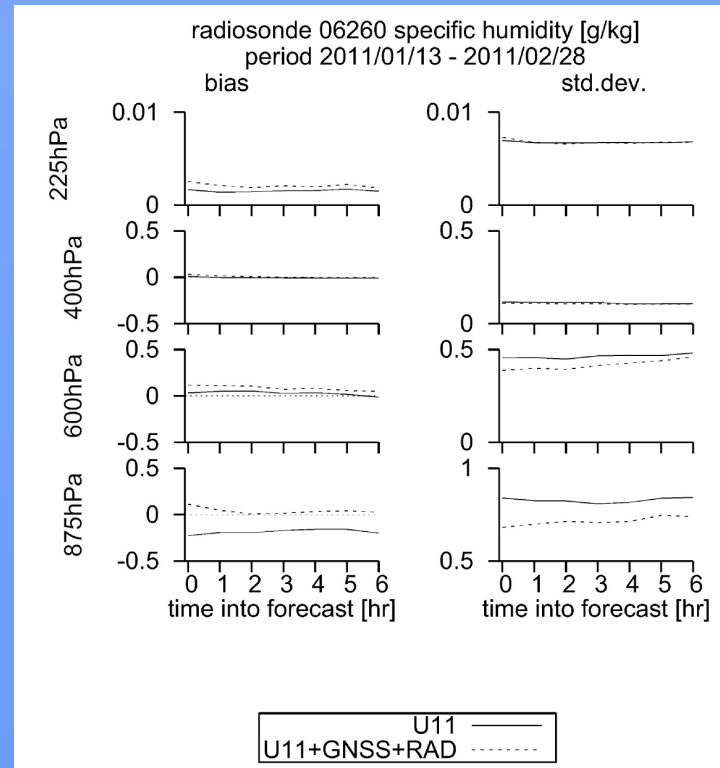 radiosonde 06260 specific humidity [g/kg]
period 2011/01/13 - 2011/02/28
bias std.dev.
225hPa
0.01 0.01
0 0
400hPa
0.5 0.5
0
-0.5 0
600hPa
0.5 0.5
0
-0.5 0
875hPa
0.5 1
0
-0.5 0.5
0 1 2 3 4 5 6 0 1 2 3 4 5 6
time into forecast [hr] time into forecast [hr]
U11
U11+GNSS+RAD